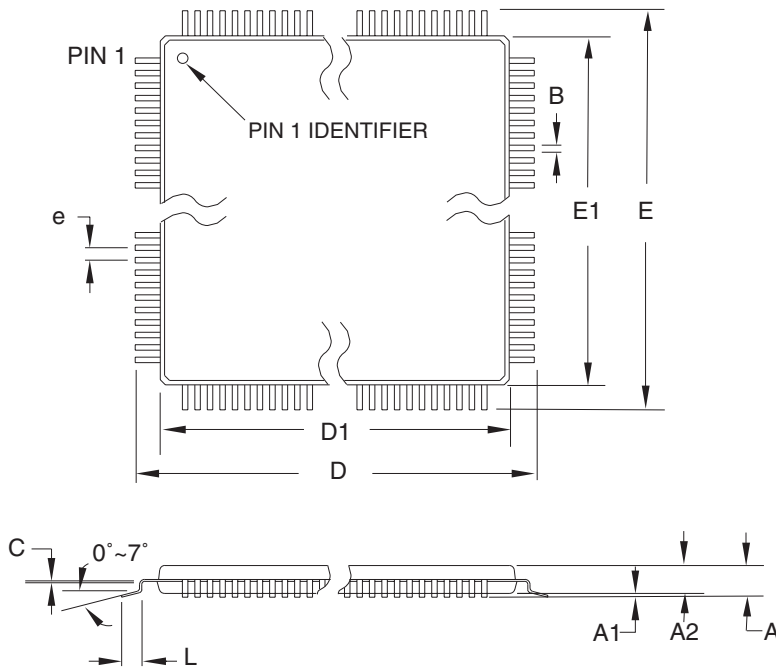 PIN 1
PIN 1 IDENTIFIER
B
e
E1
E
D1
D
C
0˚~7˚
L
A1
A2
A